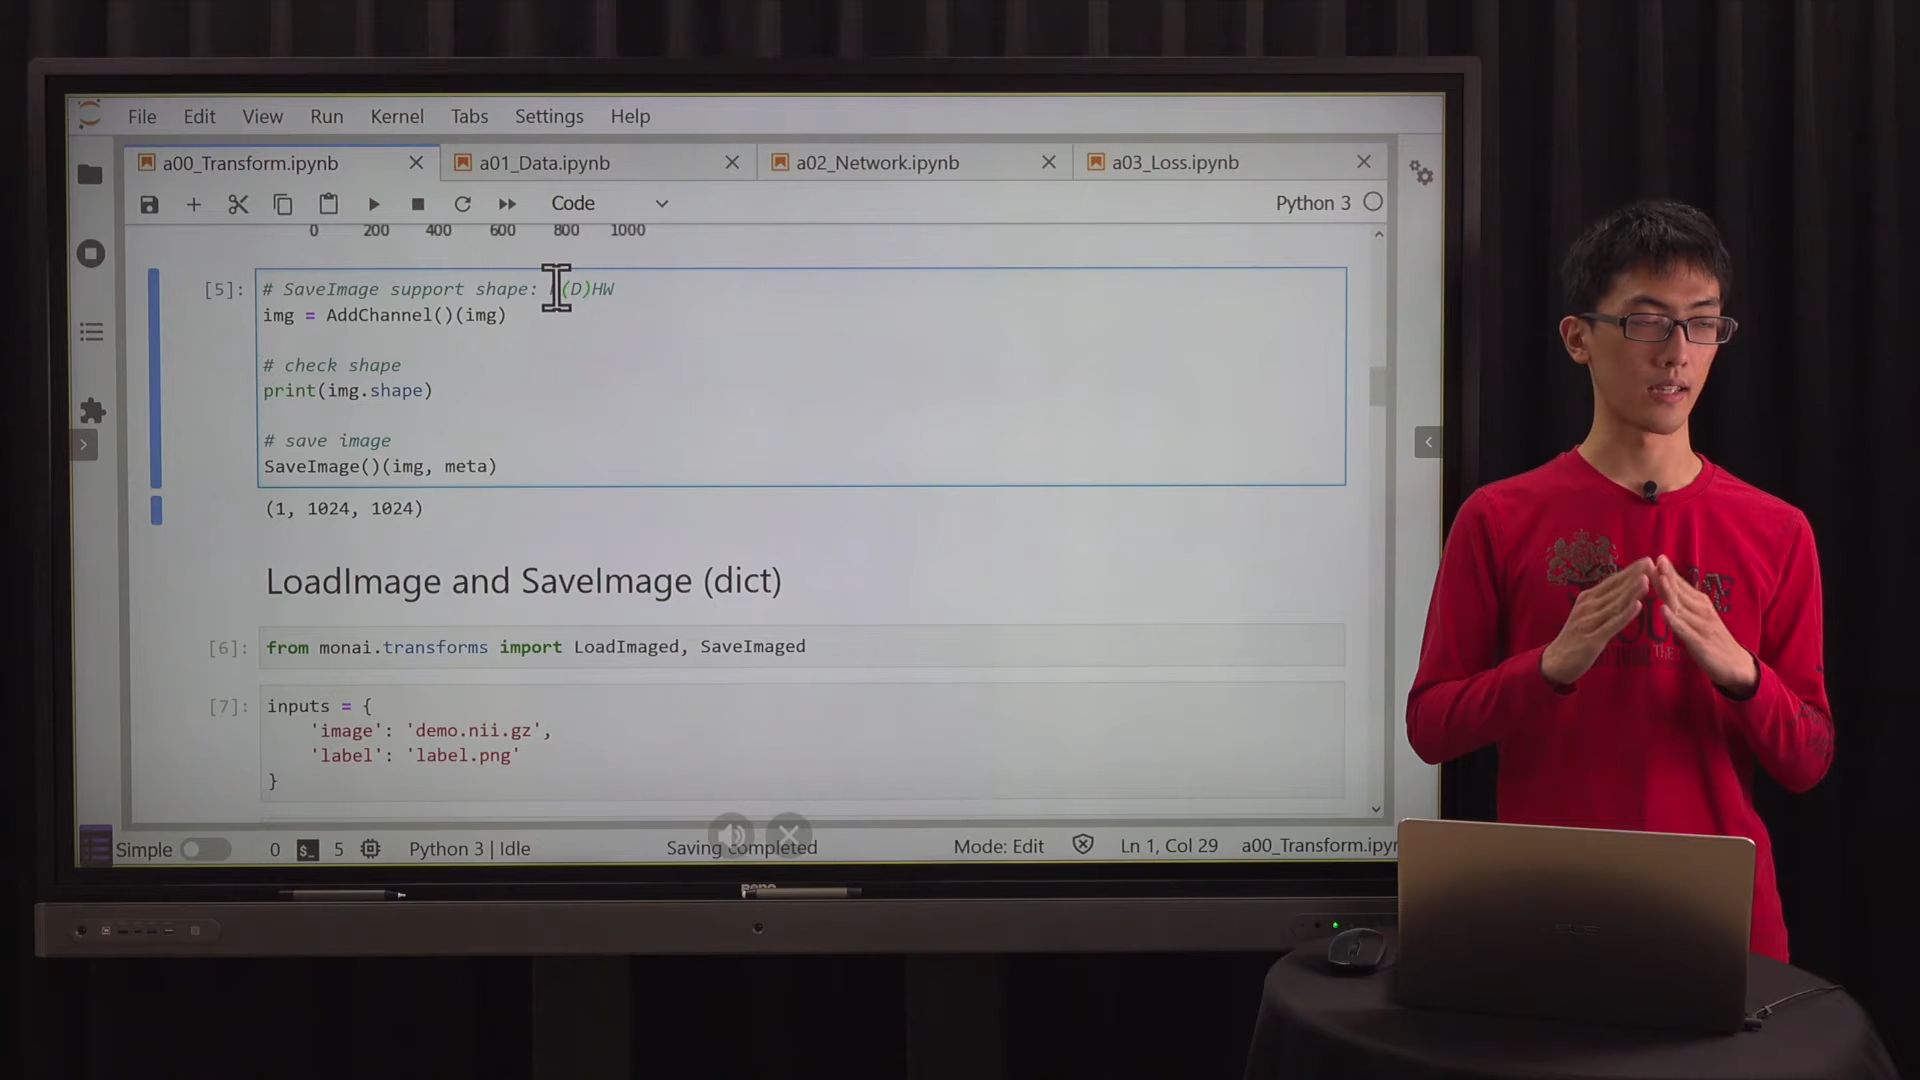 File Edit View Run Kernel Tabs Settings Help
a00_Transform.ipynb a01_Data.ipynb a02_Network.ipynb a03_Loss.ipynb
Code Python 3
0 200 400 600 800 1000
[5]: # SaveImage support shape: (D)HW
img = AddChannel()(img)
# check shape
print(img.shape)
# save image
SaveImage()(img, meta)
(1, 1024, 1024)
LoadImage and SaveImage (dict)
[6]: from monai.transforms import LoadImaged, SaveImaged
[7]: inputs = {
'image': 'demo.nii.gz',
'label': 'label.png'
}
Simple 0 $_ 5 Python 3 | Idle Saving completed Mode: Edit Ln 1, Col 29 a00_Transform.ipyn